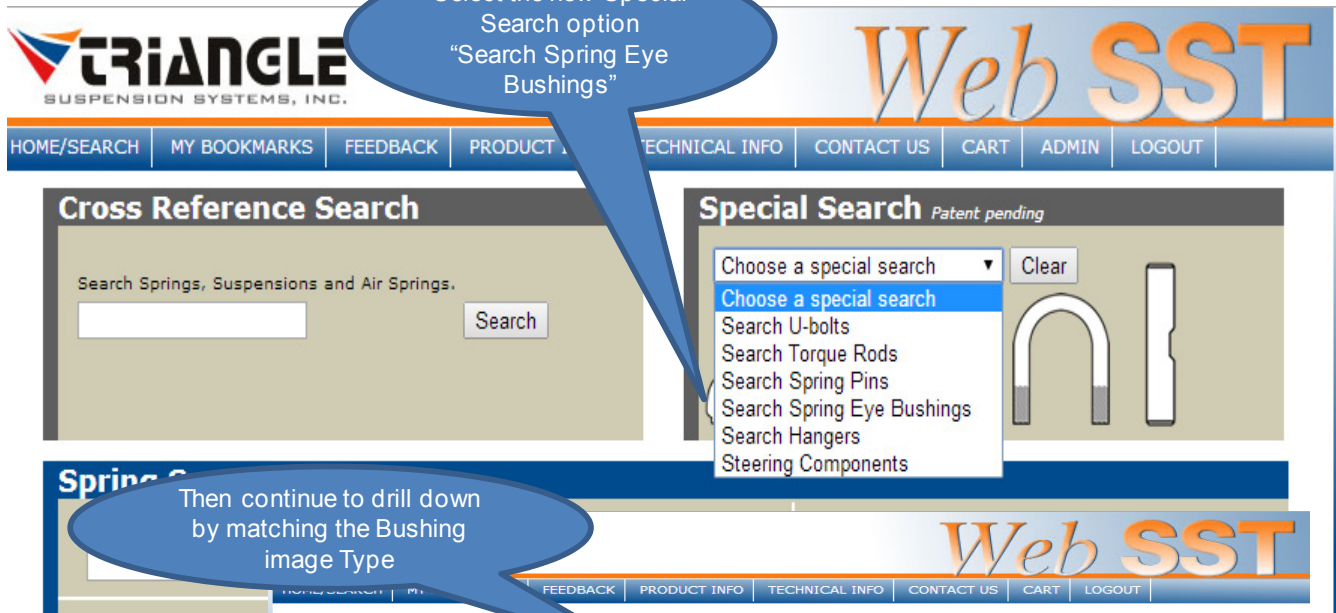 Search option
“Search Spring Eye
Bushings”
TRiANGLE
SUSPENSION SYSTEMS, INC.
Web SST
HOME/SEARCH MY BOOKMARKS FEEDBACK PRODUCT TECHNICAL INFO CONTACT US CART ADMIN LOGOUT
Cross Reference Search
Search Springs, Suspensions and Air Springs.
Search
Special Search Patent pending
Choose a special search Clear
Choose a special search
Search U-bolts
Search Torque Rods
Search Spring Pins
Search Spring Eye Bushings
Search Hangers
Steering Components
Spring
Then continue to drill down
by matching the Bushing
image Type
Web SST
FEEDBACK PRODUCT INFO TECHNICAL INFO CONTACT US CART LOGOUT